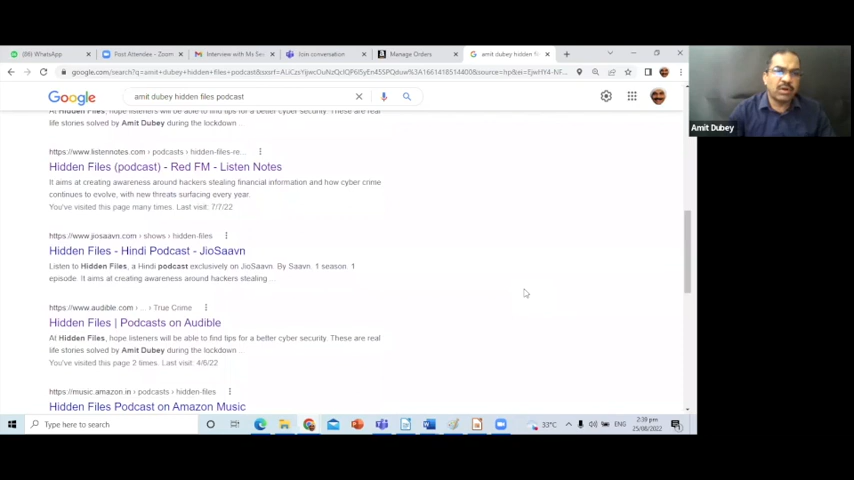 (86) WhatsApp
Post Attendee - Zoom
Interview with Ms Se
Join conversation
Manage Orders
amit dubey hidden fi
Google
amit dubey hidden files podcast
At Hidden Files, hope listeners will be able to find tips for a better cyber security. These are real
life stories solved by Amit Dubey during the lockdown ...
https://www.listennotes.com › podcasts › hidden-files-re...
Hidden Files (podcast) - Red FM - Listen Notes
It aims at creating awareness around hackers stealing financial information and how cyber crime
continues to evolve, with new threats surfacing every year.
You've visited this page many times. Last visit: 7/7/22
https://www.jiosaavn.com › shows › hidden-files
Hidden Files - Hindi Podcast - JioSaavn
Listen to Hidden Files, a Hindi podcast exclusively on JioSaavn. By Saavn. 1 season. 1
episode. It aims at creating awareness around hackers stealing ...
https://www.audible.com › ... › True Crime
Hidden Files | Podcasts on Audible
At Hidden Files, hope listeners will be able to find tips for a better cyber security. These are real
life stories solved by Amit Dubey during the lockdown ...
You've visited this page 2 times. Last visit: 4/6/22
https://music.amazon.in › podcasts › hidden-files
Hidden Files Podcast on Amazon Music
Amit Dubey
Type here to search
33°C
ENG
2:39 pm
25/08/2022